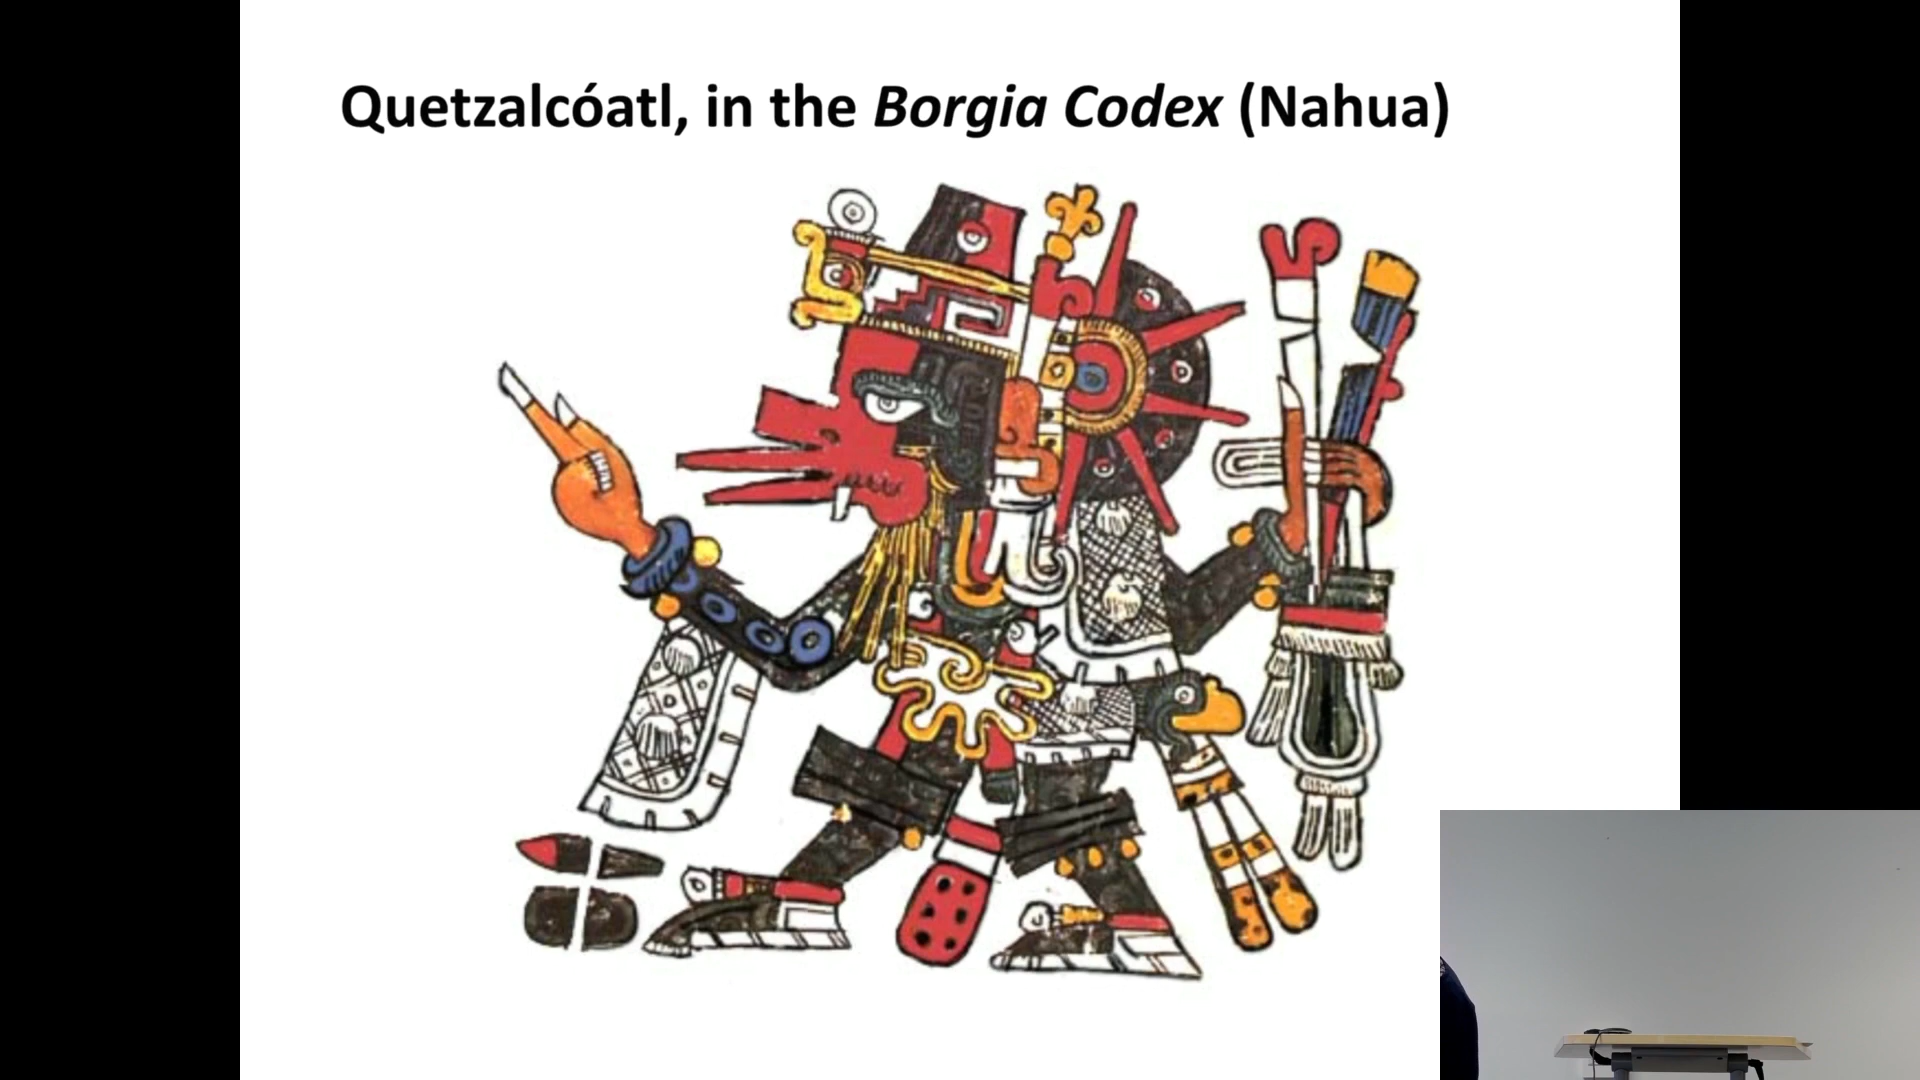 Quetzalcóatl, in the Borgia Codex (Nahua)